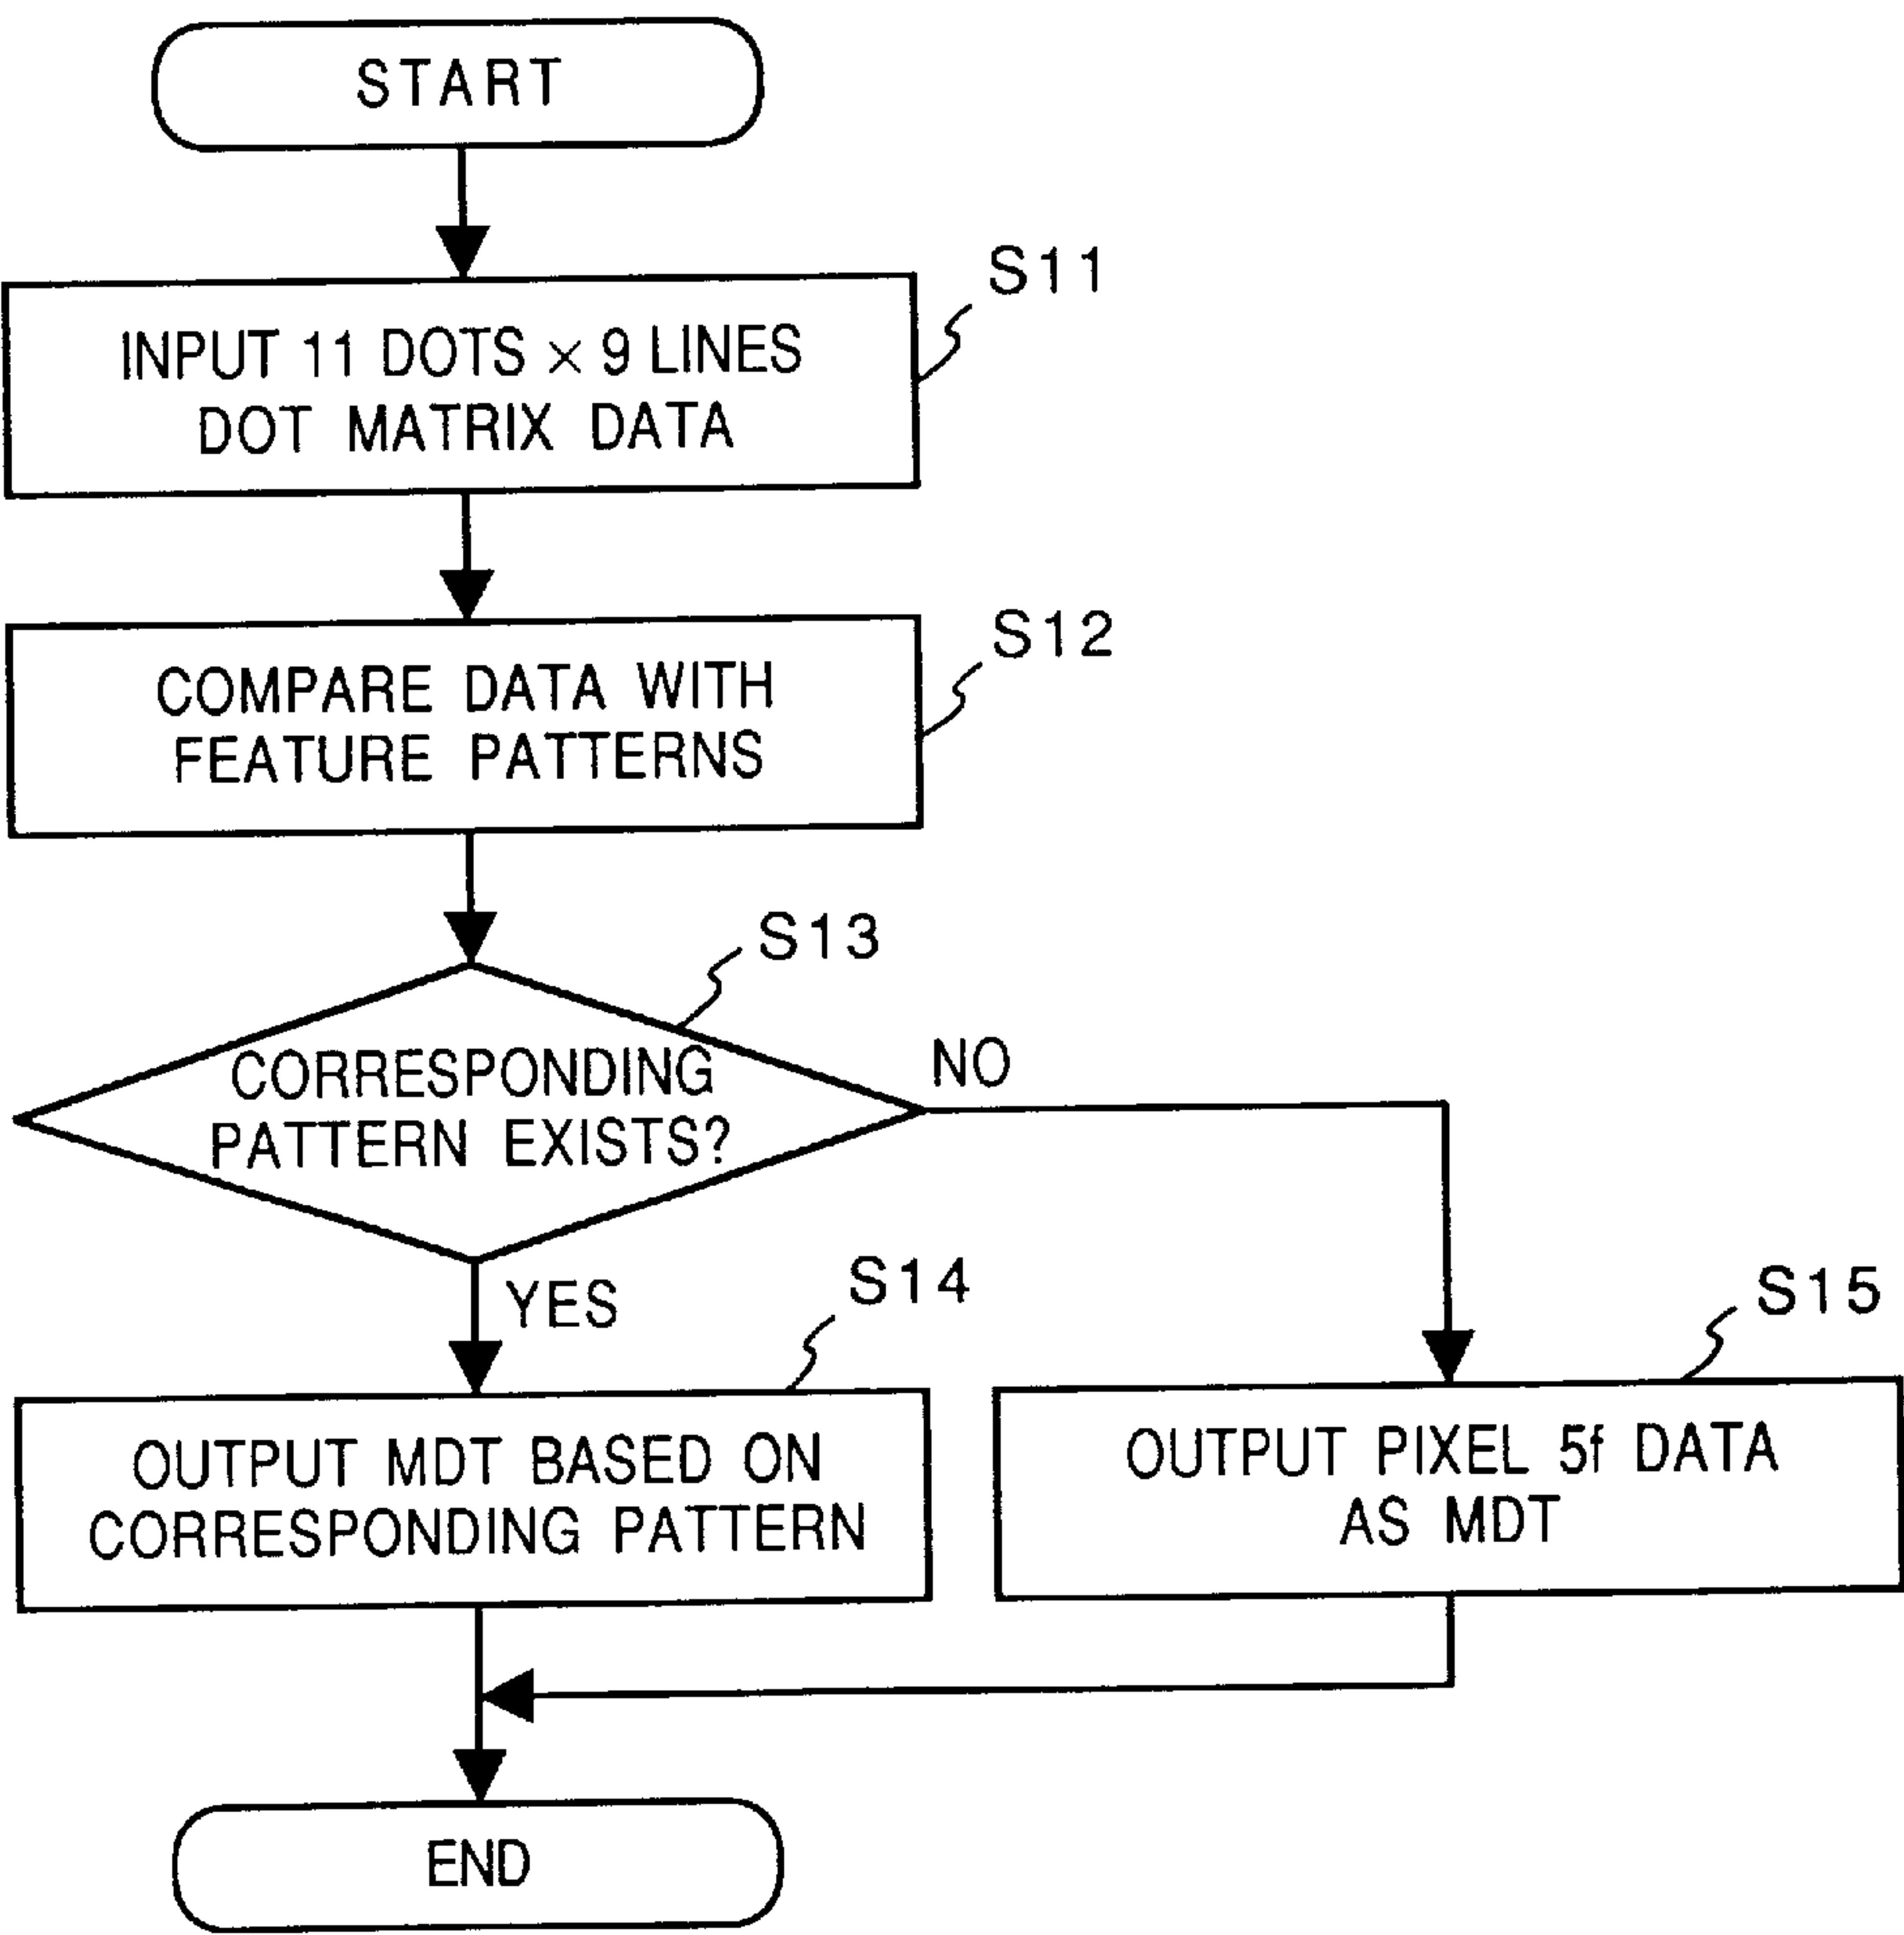 START
S11
INPUT 11 DOTS × 9 LINES
DOT MATRIX DATA
S12
COMPARE DATA WITH
FEATURE PATTERNS
S13
CORRESPONDING
PATTERN EXISTS?
NO
YES
S14
OUTPUT MDT BASED ON
CORRESPONDING PATTERN
S15
OUTPUT PIXEL 5f DATA
AS MDT
END